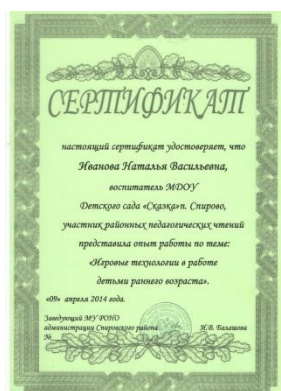 СЕРТИФИКАТ
настоящий сертификат удостоверяет, что
Иванова Наталья Васильевна,
воспитатель МДОУ
Детского сада «Сказка»п. Спирово,
участник районных педагогических чтений
представила опыт работы по теме:
«Игровые технологии в работе
детьми раннего возраста».
«09» апреля 2014 года.
Заведующий МУ РОНО
администрации Спировского района
И.В. Балашова
№